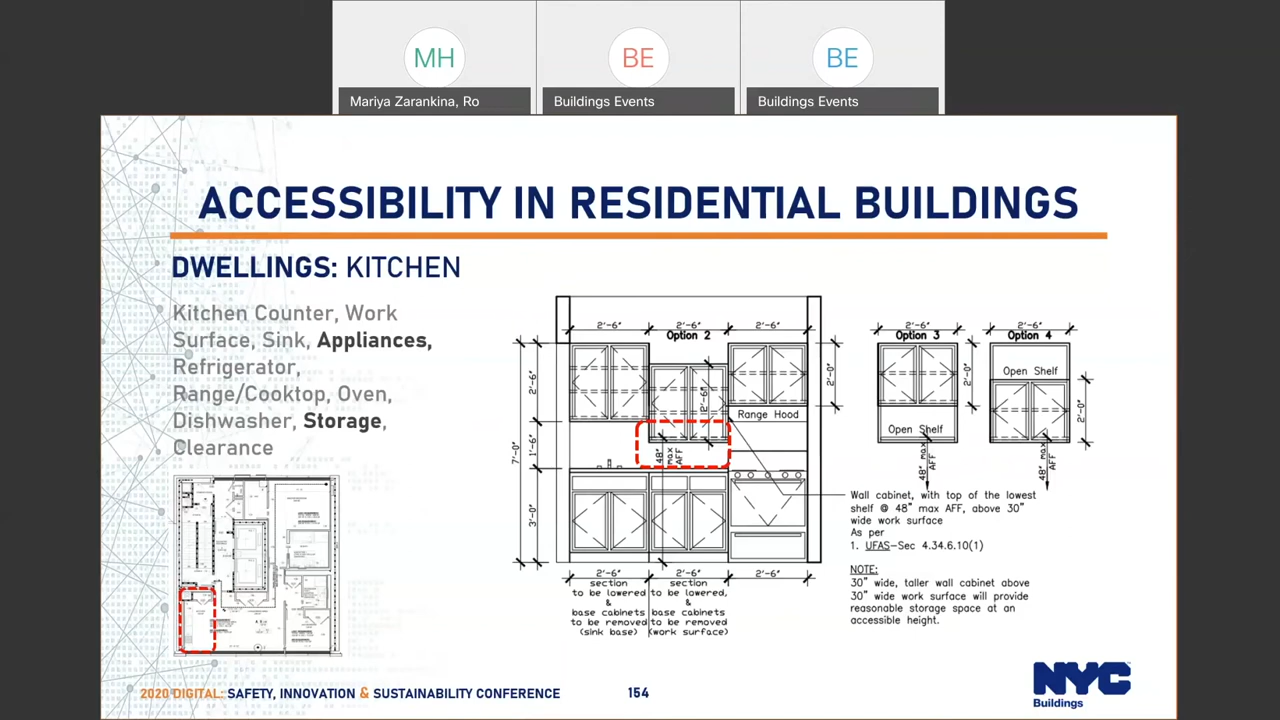 MH
BE
BE
Mariya Zarankina, Ro
Buildings Events
Buildings Events
ACCESSIBILITY IN RESIDENTIAL BUILDINGS
DWELLINGS: KITCHEN
Kitchen Counter, Work
Surface, Sink, Appliances,
Refrigerator,
Range/Cooktop, Oven,
Dishwasher, Storage,
Clearance
2'-6" 2'-6" 2'-6"
Option 2
2'-6"
1'-6"
7'-0"
3'-0"
2'-6"
2'-0"
Range Hood
48" max AFF
2'-6" 2'-6" 2'-6"
section
to be lowered
&
base cabinets
to be removed
(sink base)
section
to be lowered,
&
base cabinets
to be removed
(work surface)
2'-6"
Option 3
2'-0"
Open Shelf
48" max AFF
2'-6"
Option 4
Open Shelf
2'-0"
48" max AFF
Wall cabinet, with top of the lowest
shelf @ 48" max AFF, above 30"
wide work surface
As per
1. UFAS-Sec 4.34.6.10(1)
NOTE:
30" wide, taller wall cabinet above
30" wide work surface will provide
reasonable storage space at an
accessible height.
2020 DIGITAL: SAFETY, INNOVATION & SUSTAINABILITY CONFERENCE
154
NYC
Buildings